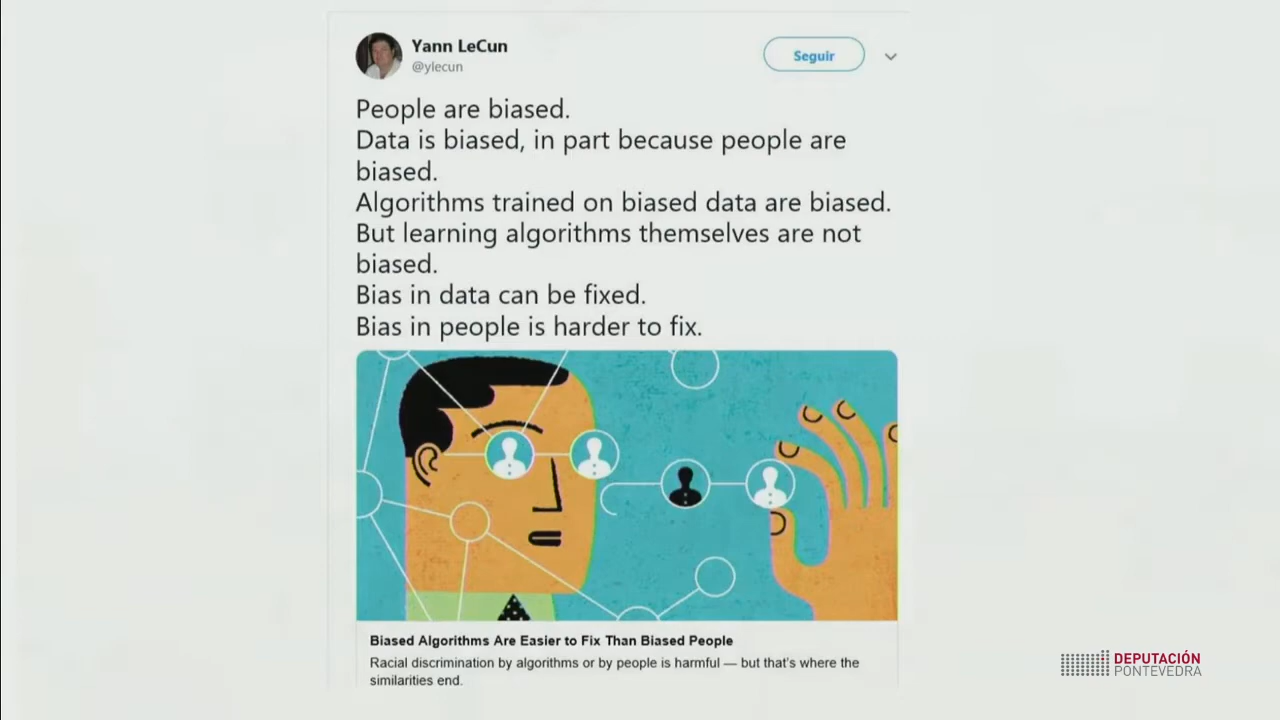 Yann LeCun
@ylecun
Seguir
People are biased.
Data is biased, in part because people are
biased.
Algorithms trained on biased data are biased.
But learning algorithms themselves are not
biased.
Bias in data can be fixed.
Bias in people is harder to fix.
Biased Algorithms Are Easier to Fix Than Biased People
Racial discrimination by algorithms or by people is harmful — but that's where the
similarities end.
DEPUTACIÓN
PONTEVEDRA